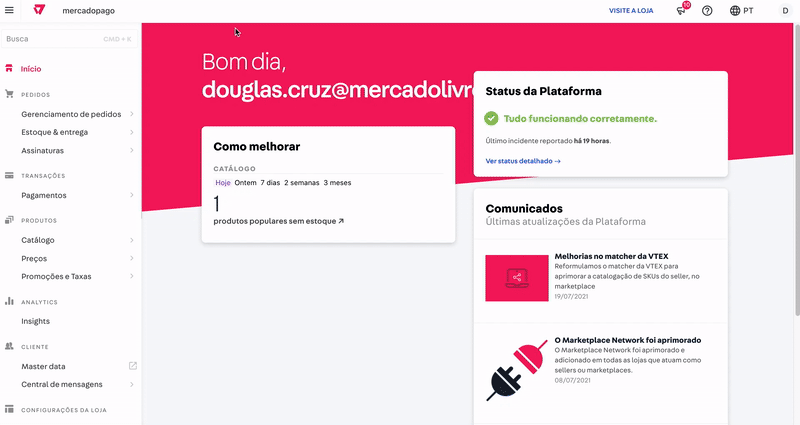 mercadopago
VISITE A LOJA
10
PT
D
Busca
CMD + K
Início
PEDIDOS
Gerenciamento de pedidos
Estoque & entrega
Assinaturas
TRANSAÇÕES
Pagamentos
PRODUTOS
Catálogo
Preços
Promoções e Taxas
ANALYTICS
Insights
CLIENTE
Master data
Central de mensagens
CONFIGURAÇÕES DA LOJA
Bom dia,
douglas.cruz@mercadolivre
Como melhorar
CATÁLOGO
Hoje Ontem 7 dias 2 semanas 3 meses
1
produtos populares sem estoque
Status da Plataforma
Tudo funcionando corretamente.
Último incidente reportado há 19 horas.
Ver status detalhado →
Comunicados
Últimas atualizações da Plataforma
Melhorias no matcher da VTEX
Reformulamos o matcher da VTEX para
aprimorar a catalogação de SKUs do seller, no
marketplace
19/07/2021
O Marketplace Network foi aprimorado
O Marketplace Network foi aprimorado e
adicionado em todas as lojas que atuam como
sellers ou marketplaces.
08/07/2021